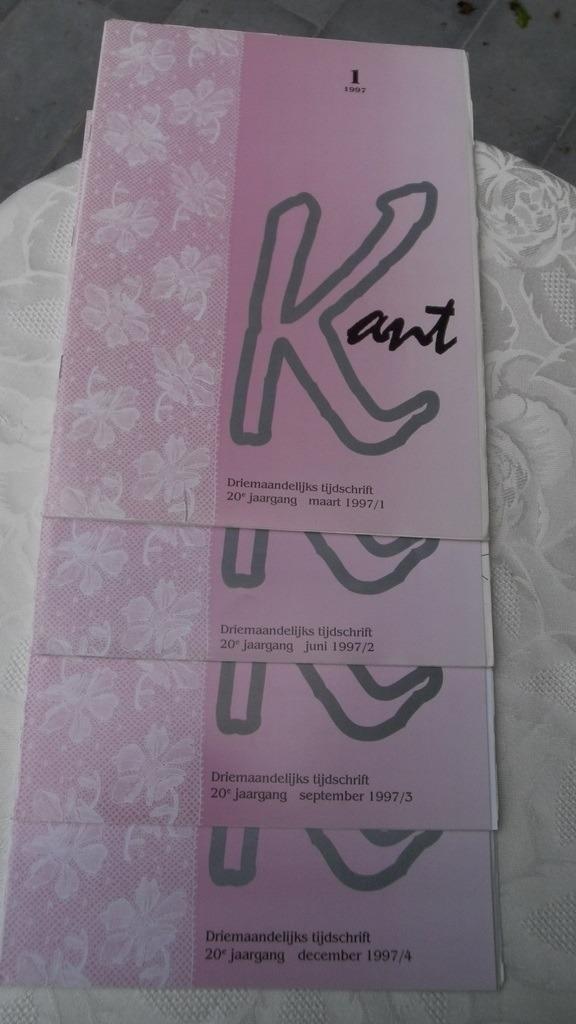 1
1997
Kant
Driemaandelijks tijdschrift
20e jaargang maart 1997/1
Driemaandelijks tijdschrift
20e jaargang juni 1997/2
Driemaandelijks tijdschrift
20e jaargang september 1997/3
Driemaandelijks tijdschrift
20e jaargang december 1997/4